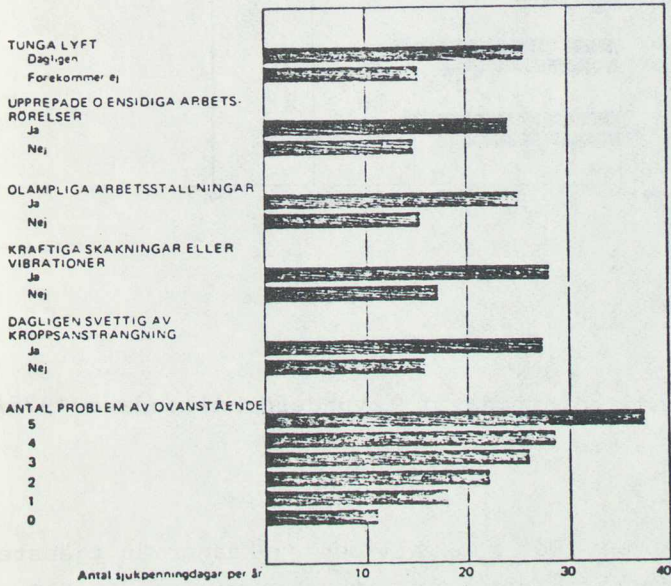 TUNGA LYFT
Dagligen
Forekommer ej
UPPREPADE O ENSIDIGA ARBETS-
RÖRELSER
Ja
Nej
OLAMPLIGA ARBETSSTALLNINGAR
Ja
Nej
KRAFTIGA SKAKNINGAR ELLER
VIBRATIONER
Ja
Nej
DAGLIGEN SVETTIG AV
KROPPSANSTRANGNING
Ja
Nej
ANTAL PROBLEM AV OVANSTÅENDE
5
4
3
2
1
0
Antal sjukpenningdagar per år 10 20 30 40